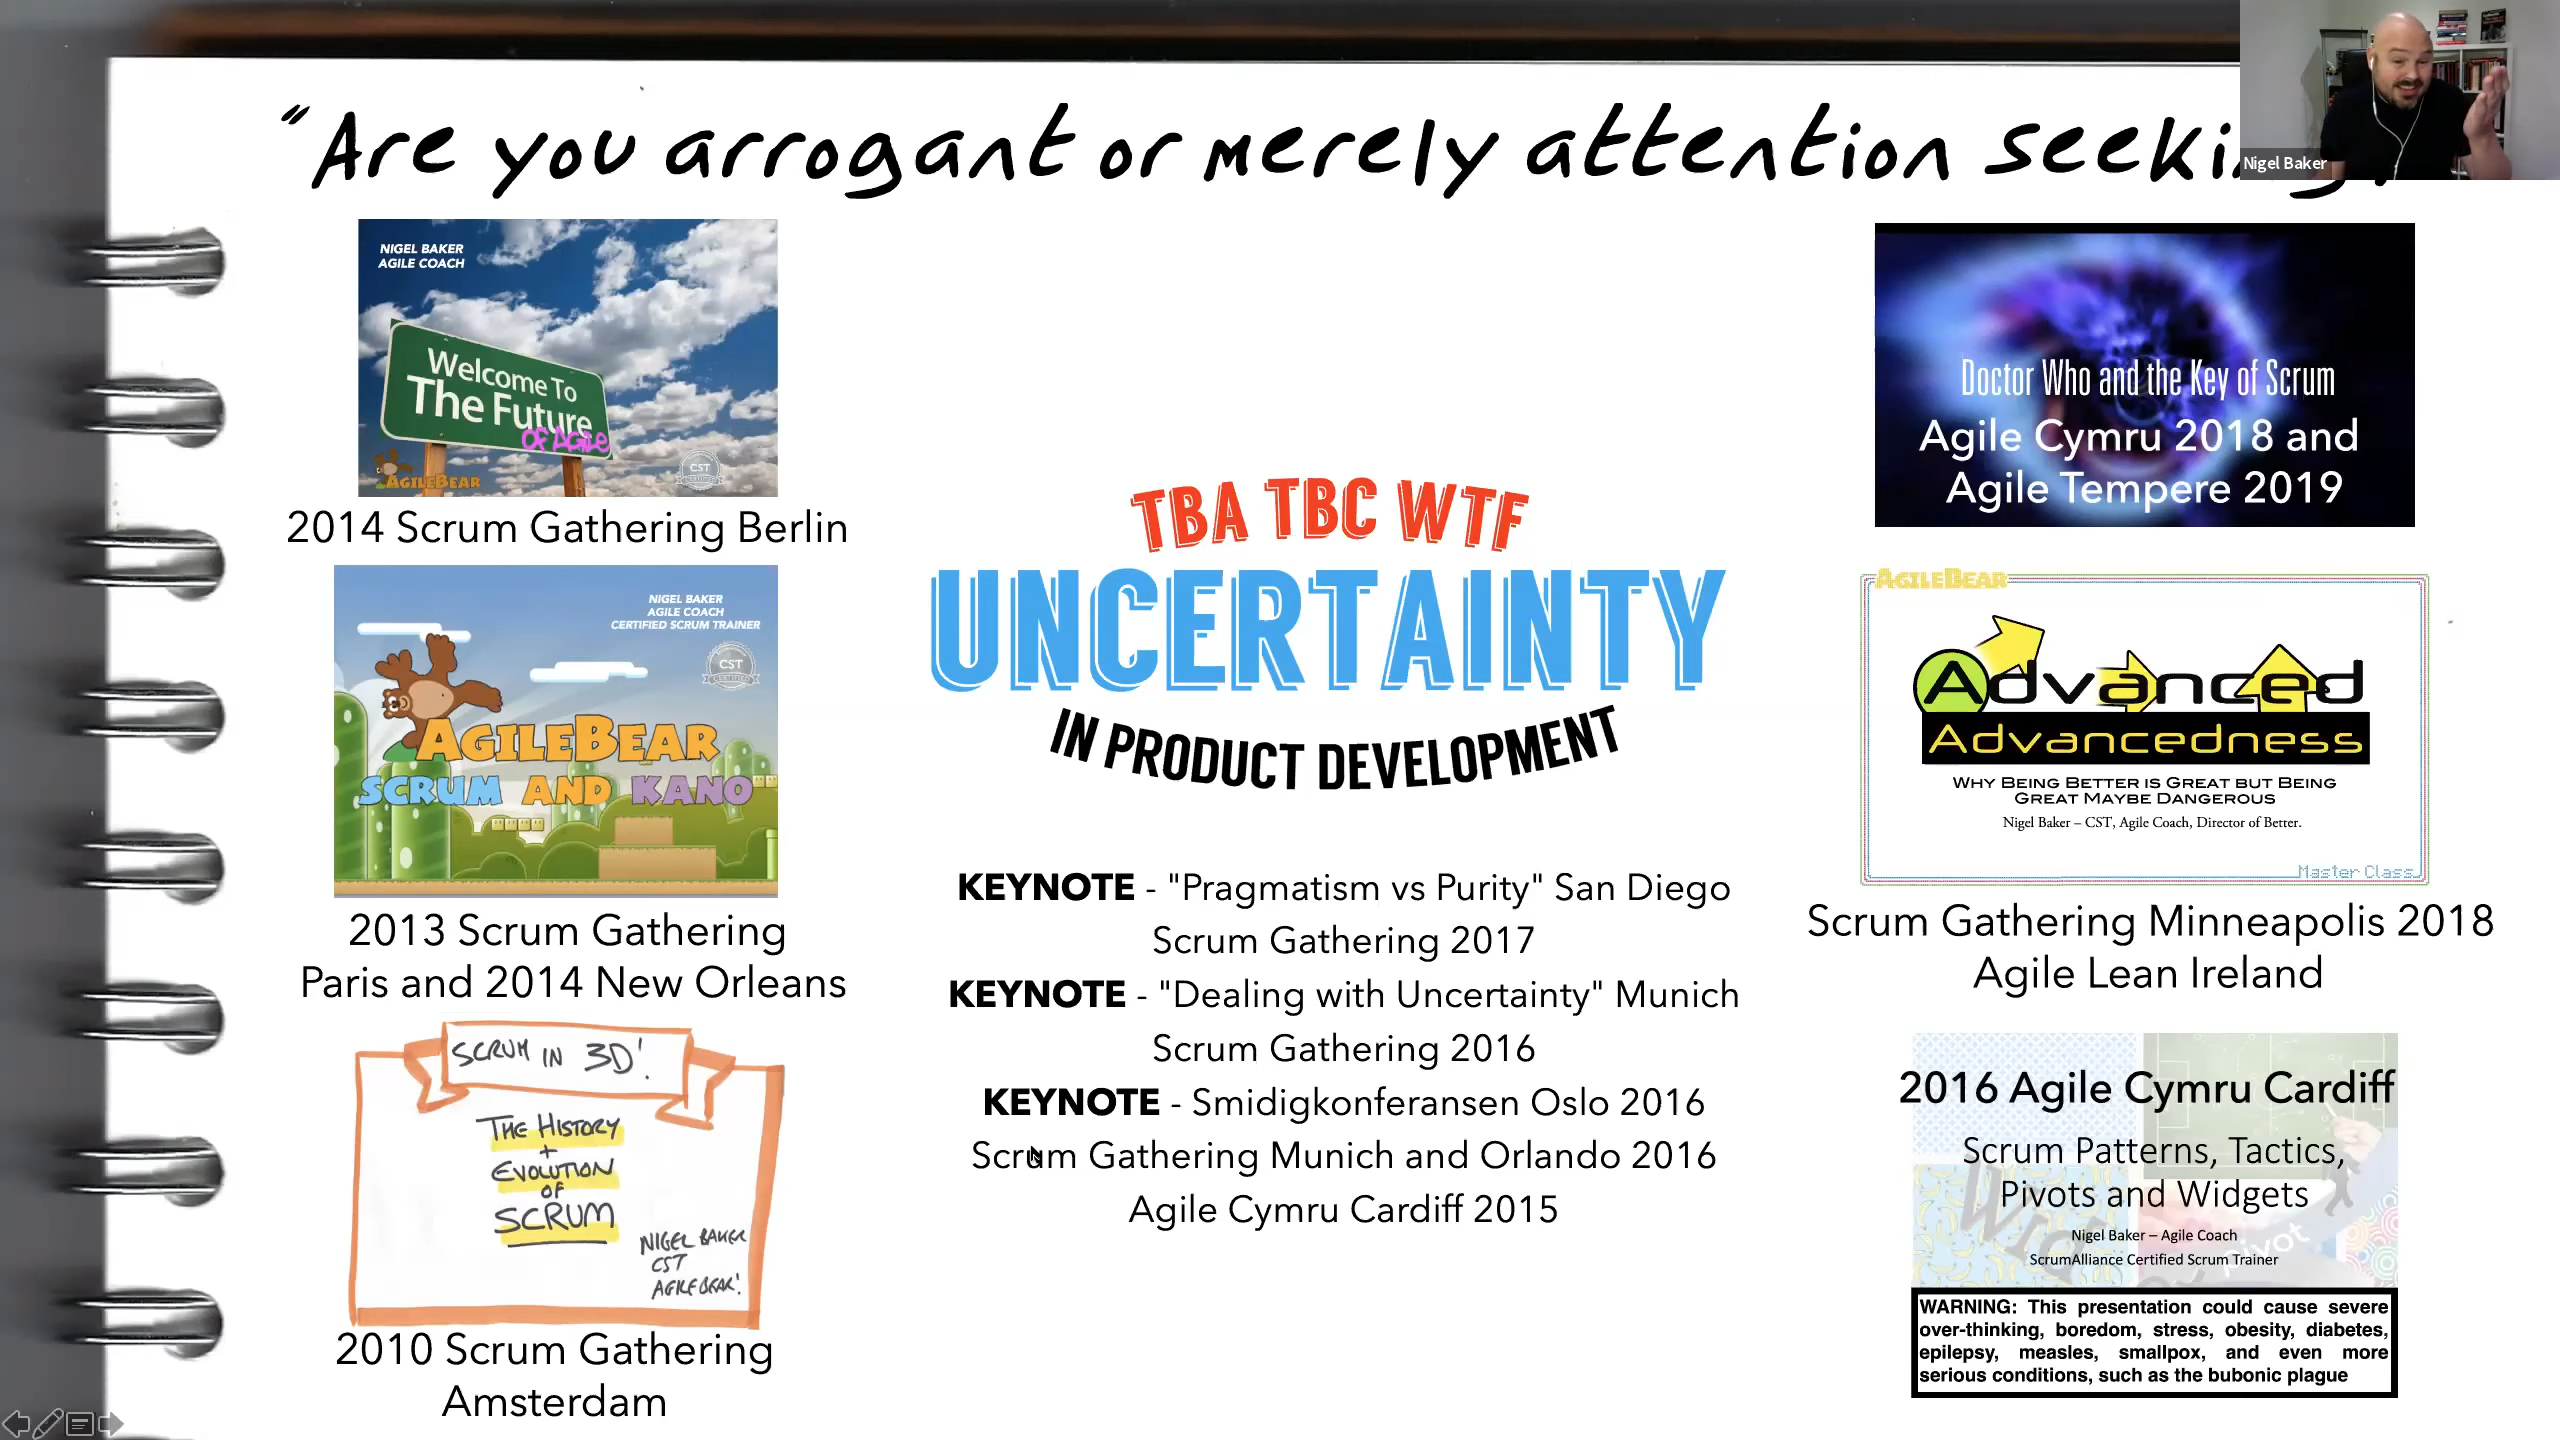 "Are you arrogant or merely attention seeking?
Nigel Baker
NIGEL BAKER
AGILE COACH
Welcome To
The Future
OF AGILE
AGILEBEAR
CST
2014 Scrum Gathering Berlin
NIGEL BAKER
AGILE COACH
CERTIFIED SCRUM TRAINER
CST
CERTIFIED
AGILEBEAR
SCRUM AND KANO
2013 Scrum Gathering
Paris and 2014 New Orleans
SCRUM IN 3D!
THE HISTORY
+
EVOLUTION
OF
SCRUM
NIGEL BAKER
CST
AGILEBEAR!
2010 Scrum Gathering
Amsterdam
TBA TBC WTF
UNCERTAINTY
IN PRODUCT DEVELOPMENT
KEYNOTE - "Pragmatism vs Purity" San Diego
Scrum Gathering 2017
KEYNOTE - "Dealing with Uncertainty" Munich
Scrum Gathering 2016
KEYNOTE - Smidigkonferansen Oslo 2016
Scrum Gathering Munich and Orlando 2016
Agile Cymru Cardiff 2015
Doctor Who and the Key of Scrum
Agile Cymru 2018 and
Agile Tempere 2019
AGILEBEAR
Advanced
Advancedness
WHY BEING BETTER IS GREAT BUT BEING
GREAT MAYBE DANGEROUS
Nigel Baker – CST, Agile Coach, Director of Better.
Master Class
Scrum Gathering Minneapolis 2018
Agile Lean Ireland
2016 Agile Cymru Cardiff
Scrum Patterns, Tactics,
Pivots and Widgets
Nigel Baker – Agile Coach
ScrumAlliance Certified Scrum Trainer
Pivot
WARNING: This presentation could cause severe
over-thinking, boredom, stress, obesity, diabetes,
epilepsy, measles, smallpox, and even more
serious conditions, such as the bubonic plague